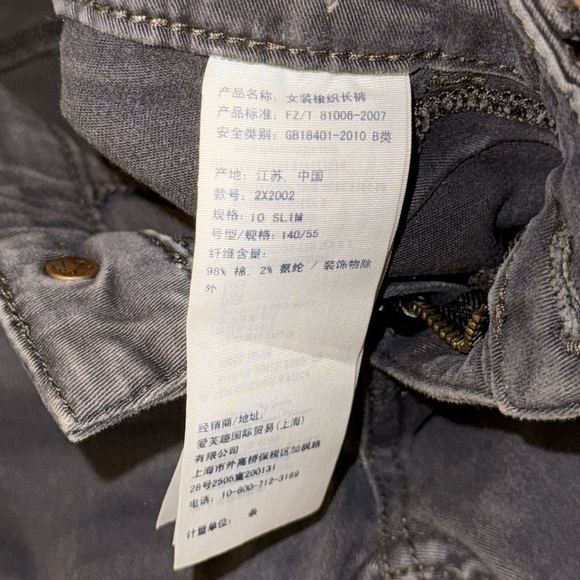 产品名称: 女装梭织长裤
产品标准: FZ/T 81006-2007
安全类别: GB18401-2010 B类
产地: 江苏, 中国
款号: 2X2002
规格: 10 SLIM
号型/规格: 140/55
纤维含量:
98% 棉, 2% 氨纶 / 装饰物除
外
经销商/地址:
爱芙趣国际贸易(上海)
有限公司
上海市外高桥保税区加枫路
28号2505室200131
电话: 10-800-712-3169
计量单位: 条